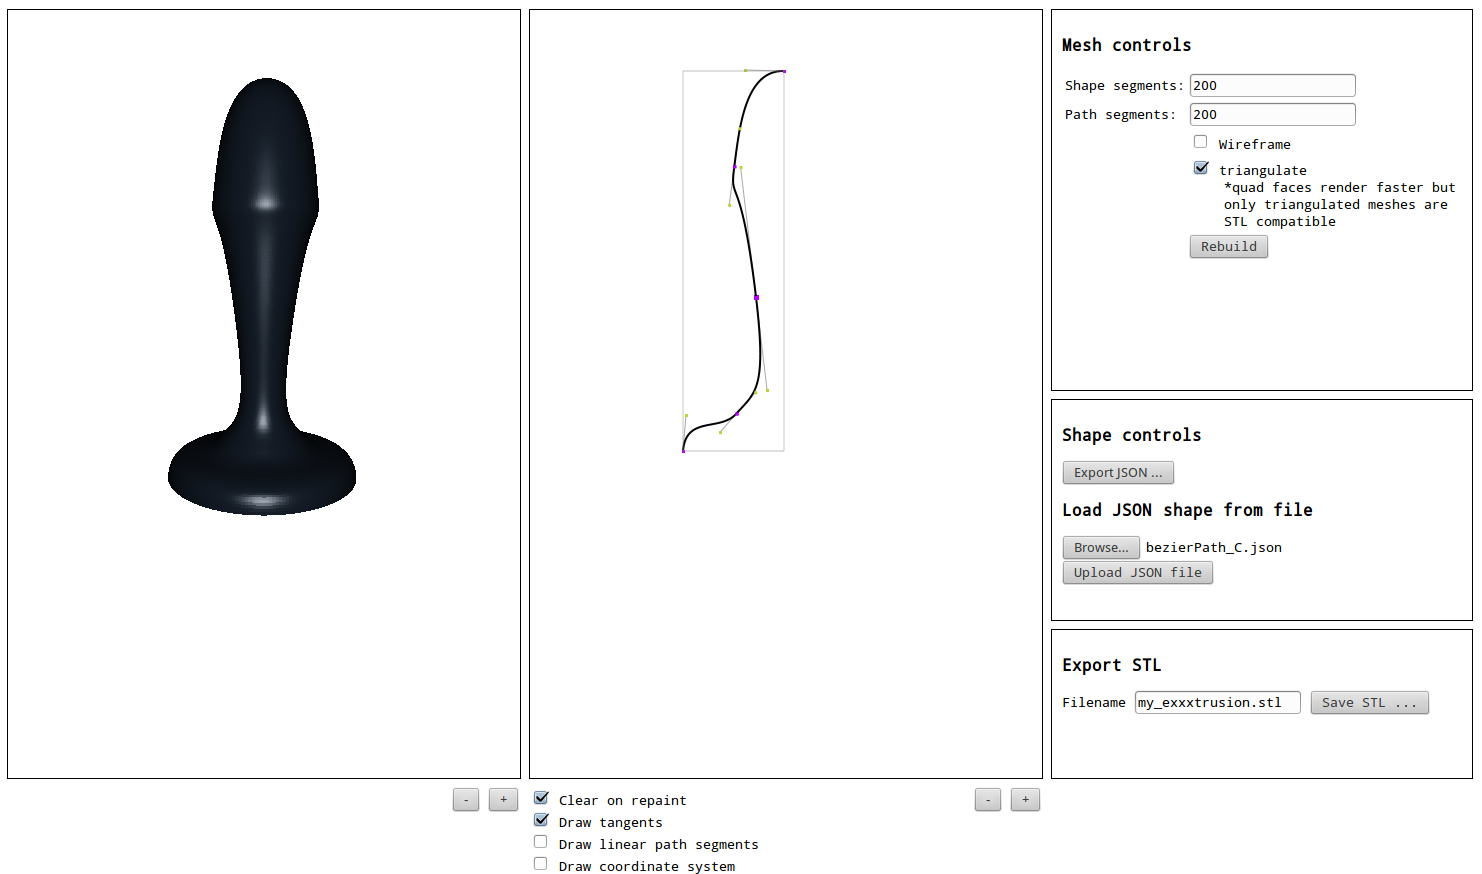 Mesh controls
Shape segments: 200
Path segments: 200
Wireframe
triangulate
*quad faces render faster but
only triangulated meshes are
STL compatible
Rebuild
Shape controls
Export JSON ...
Load JSON shape from file
Browse... bezierPath_C.json
Upload JSON file
Export STL
Filename my_exxxtrusion.stl Save STL ...
- +
- +
Clear on repaint
Draw tangents
Draw linear path segments
Draw coordinate system